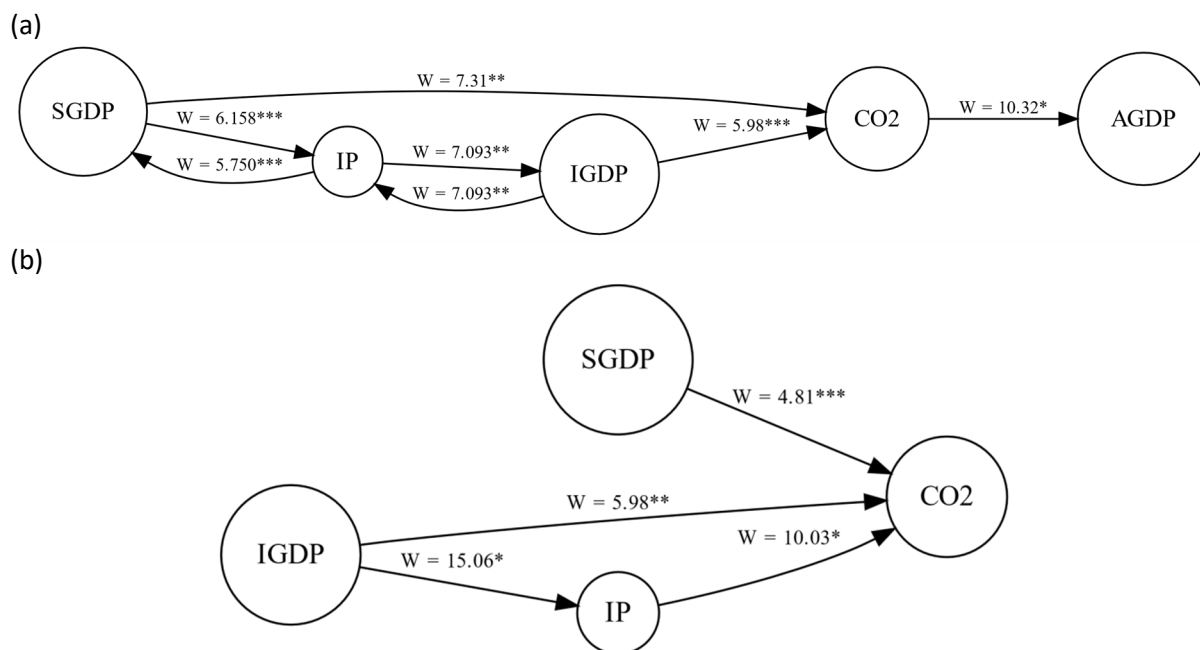 (a)
SGDP
W = 7.31**
W = 6.158***
W = 5.750***
IP
W = 7.093**
W = 7.093**
IGDP
W = 5.98***
CO2
W = 10.32*
AGDP
(b)
SGDP
W = 4.81***
IGDP
W = 5.98**
W = 15.06*
IP
W = 10.03*
CO2